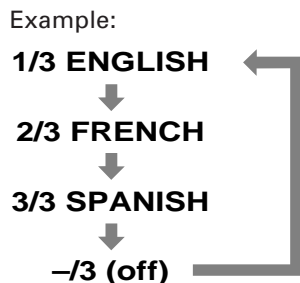 Example:
1/3 ENGLISH
2/3 FRENCH
3/3 SPANISH
–/3 (off)